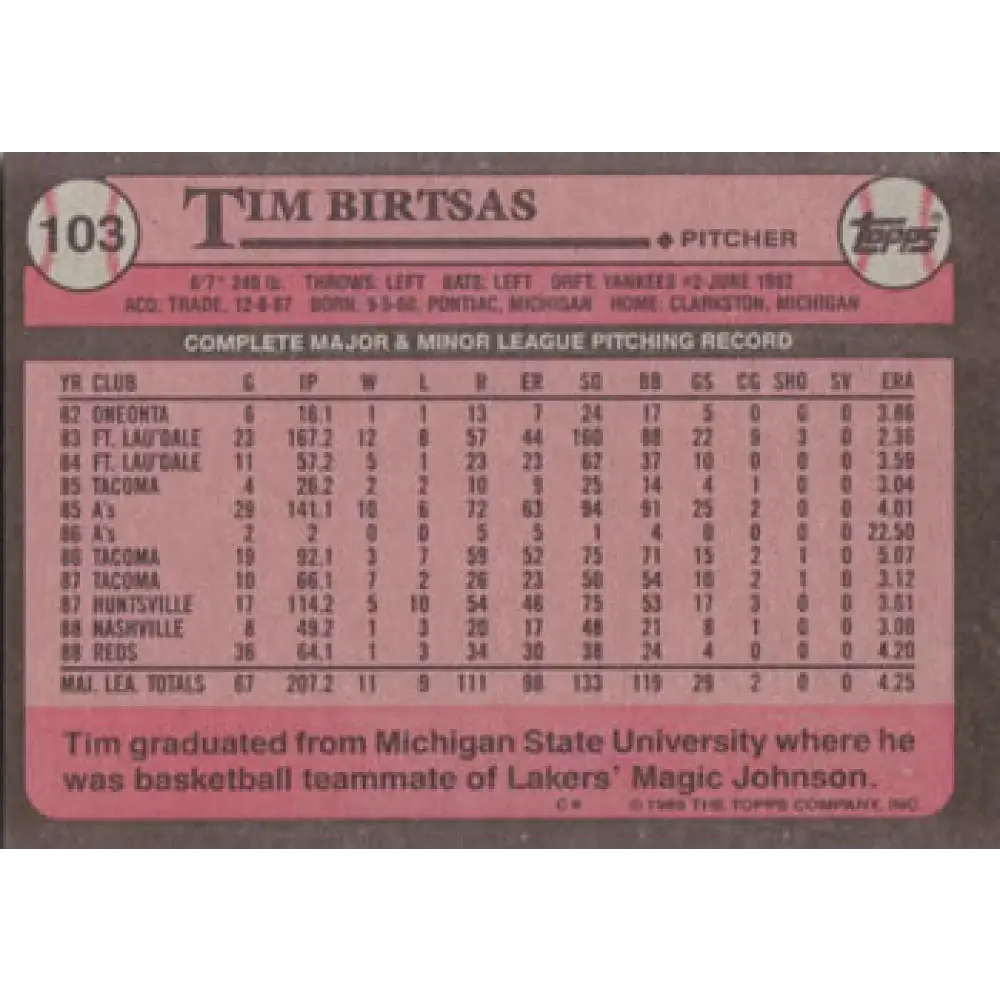 103
TIM BIRTSAS
PITCHER
TOPPS®
6'7" 240 lb. THROWS: LEFT BATS: LEFT DRFT: YANKEES #2-JUNE 1982
ACQ: TRADE, 12-8-87 BORN: 9-5-60, PONTIAC, MICHIGAN HOME: CLARKSTON, MICHIGAN
COMPLETE MAJOR & MINOR LEAGUE PITCHING RECORD
YR CLUB G IP W L R ER SO BB GS CG SHO SV ERA
82 ONEONTA 6 16.1 1 1 13 7 24 17 5 0 0 0 3.86
83 FT. LAU'DALE 23 167.2 12 8 57 44 160 88 22 9 3 0 2.36
84 FT. LAU'DALE 11 57.2 5 1 23 23 62 37 10 0 0 0 3.59
85 TACOMA 4 26.2 2 2 10 9 25 14 4 1 0 0 3.04
85 A's 29 141.1 10 6 72 63 94 91 25 2 0 0 4.01
86 A's 2 2 0 0 5 5 1 4 0 0 0 0 22.50
86 TACOMA 19 92.1 3 7 59 52 75 71 15 2 1 0 5.07
87 TACOMA 10 66.1 7 2 26 23 50 54 10 2 1 0 3.12
87 HUNTSVILLE 17 114.2 5 10 54 46 75 53 17 3 0 0 3.61
88 NASHVILLE 8 49.2 1 3 20 17 48 21 8 1 0 0 3.08
88 REDS 36 64.1 1 3 34 30 38 24 4 0 0 0 4.20
MAJ. LEA. TOTALS 67 207.2 11 9 111 98 133 119 29 2 0 0 4.25
Tim graduated from Michigan State University where he
was basketball teammate of Lakers' Magic Johnson.
© 1989 THE TOPPS COMPANY, INC.